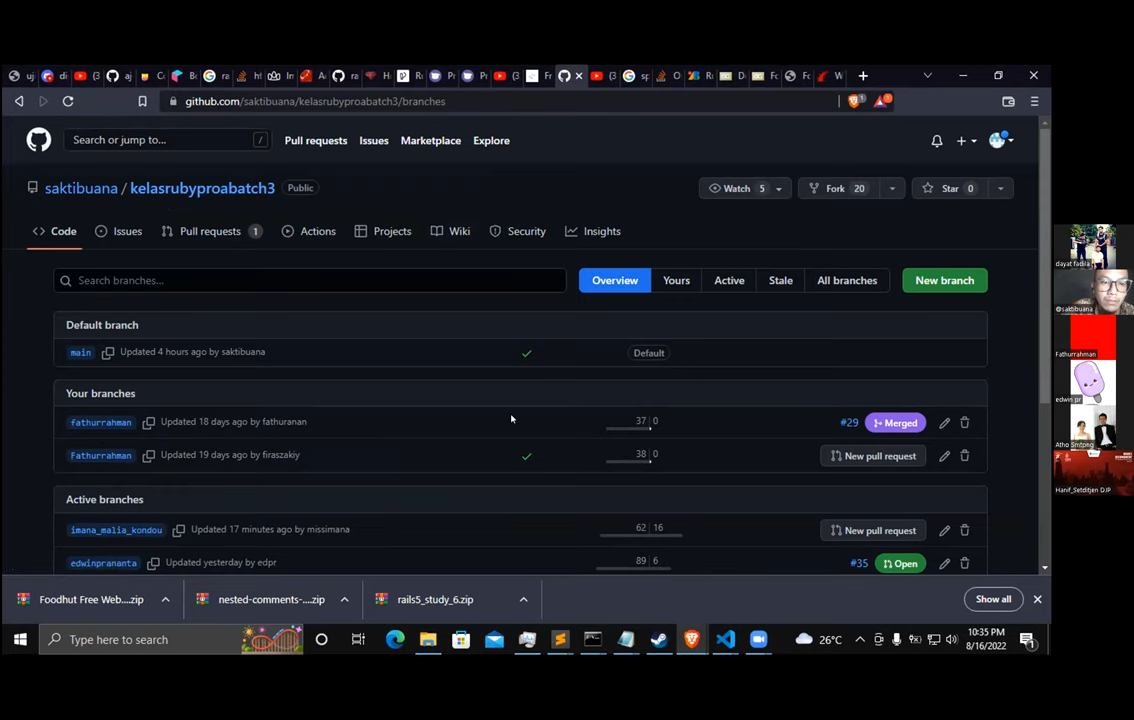 github.com/saktibuana/kelasrubyproabatch3/branches
Search or jump to...
/
Pull requests
Issues
Marketplace
Explore
saktibuana / kelasrubyproabatch3
Public
Watch 5
Fork 20
Star 0
Code
Issues
Pull requests 1
Actions
Projects
Wiki
Security
Insights
Search branches...
Overview
Yours
Active
Stale
All branches
New branch
Default branch
main
Updated 4 hours ago by saktibuana
Default
Your branches
fathurrahman
Updated 18 days ago by fathuranan
37 | 0
#29
Merged
Fathurrahman
Updated 19 days ago by firaszakiy
38 | 0
New pull request
Active branches
imana_malia_kondou
Updated 17 minutes ago by missimana
62 | 16
New pull request
edwinprananta
Updated yesterday by edpr
89 | 6
#35
Open
Foodhut Free Web....zip
nested-comments-....zip
rails5_study_6.zip
Show all
Type here to search
26°C
10:35 PM
8/16/2022
dayat fadila
@saktibuana
Fathurrahman
edwin pr
Atho Smtpng
Hanif_Setditjen DJP